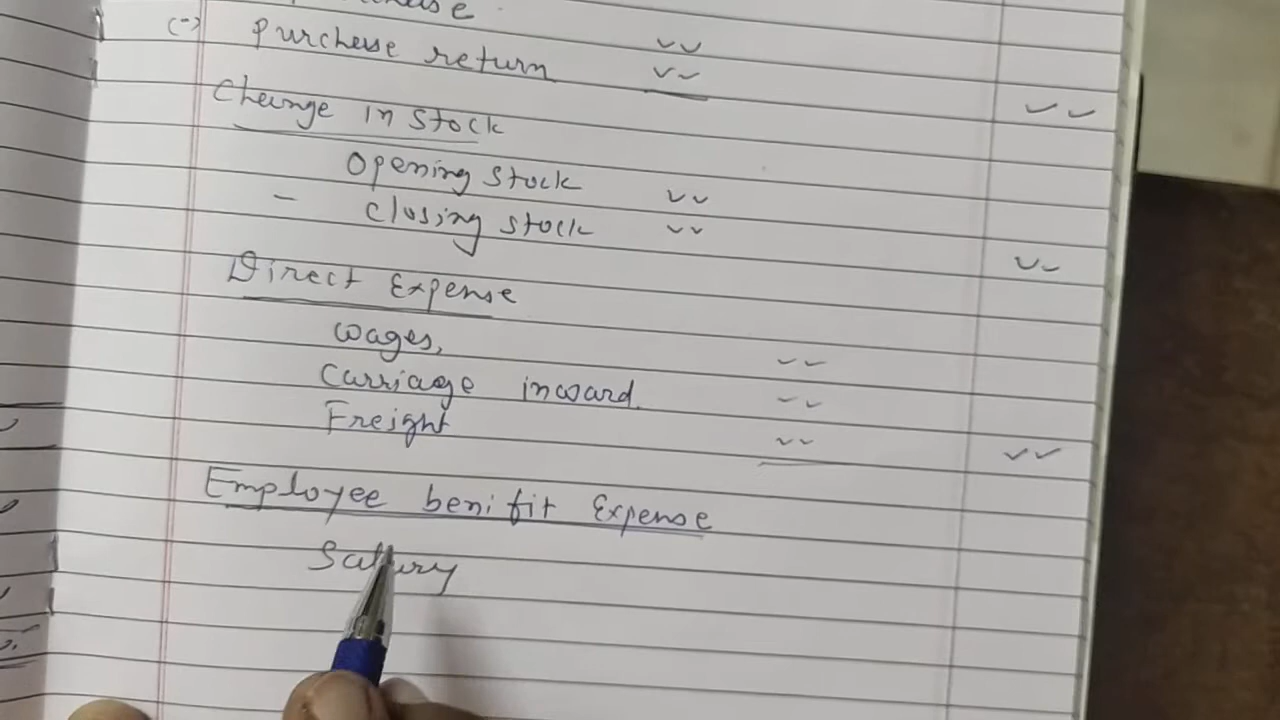 (-) Purchase return
Change in stock
Opening stock
- closing stock
Direct Expense
wages,
Carriage inward.
Freight
Employee benifit Expense
Salary